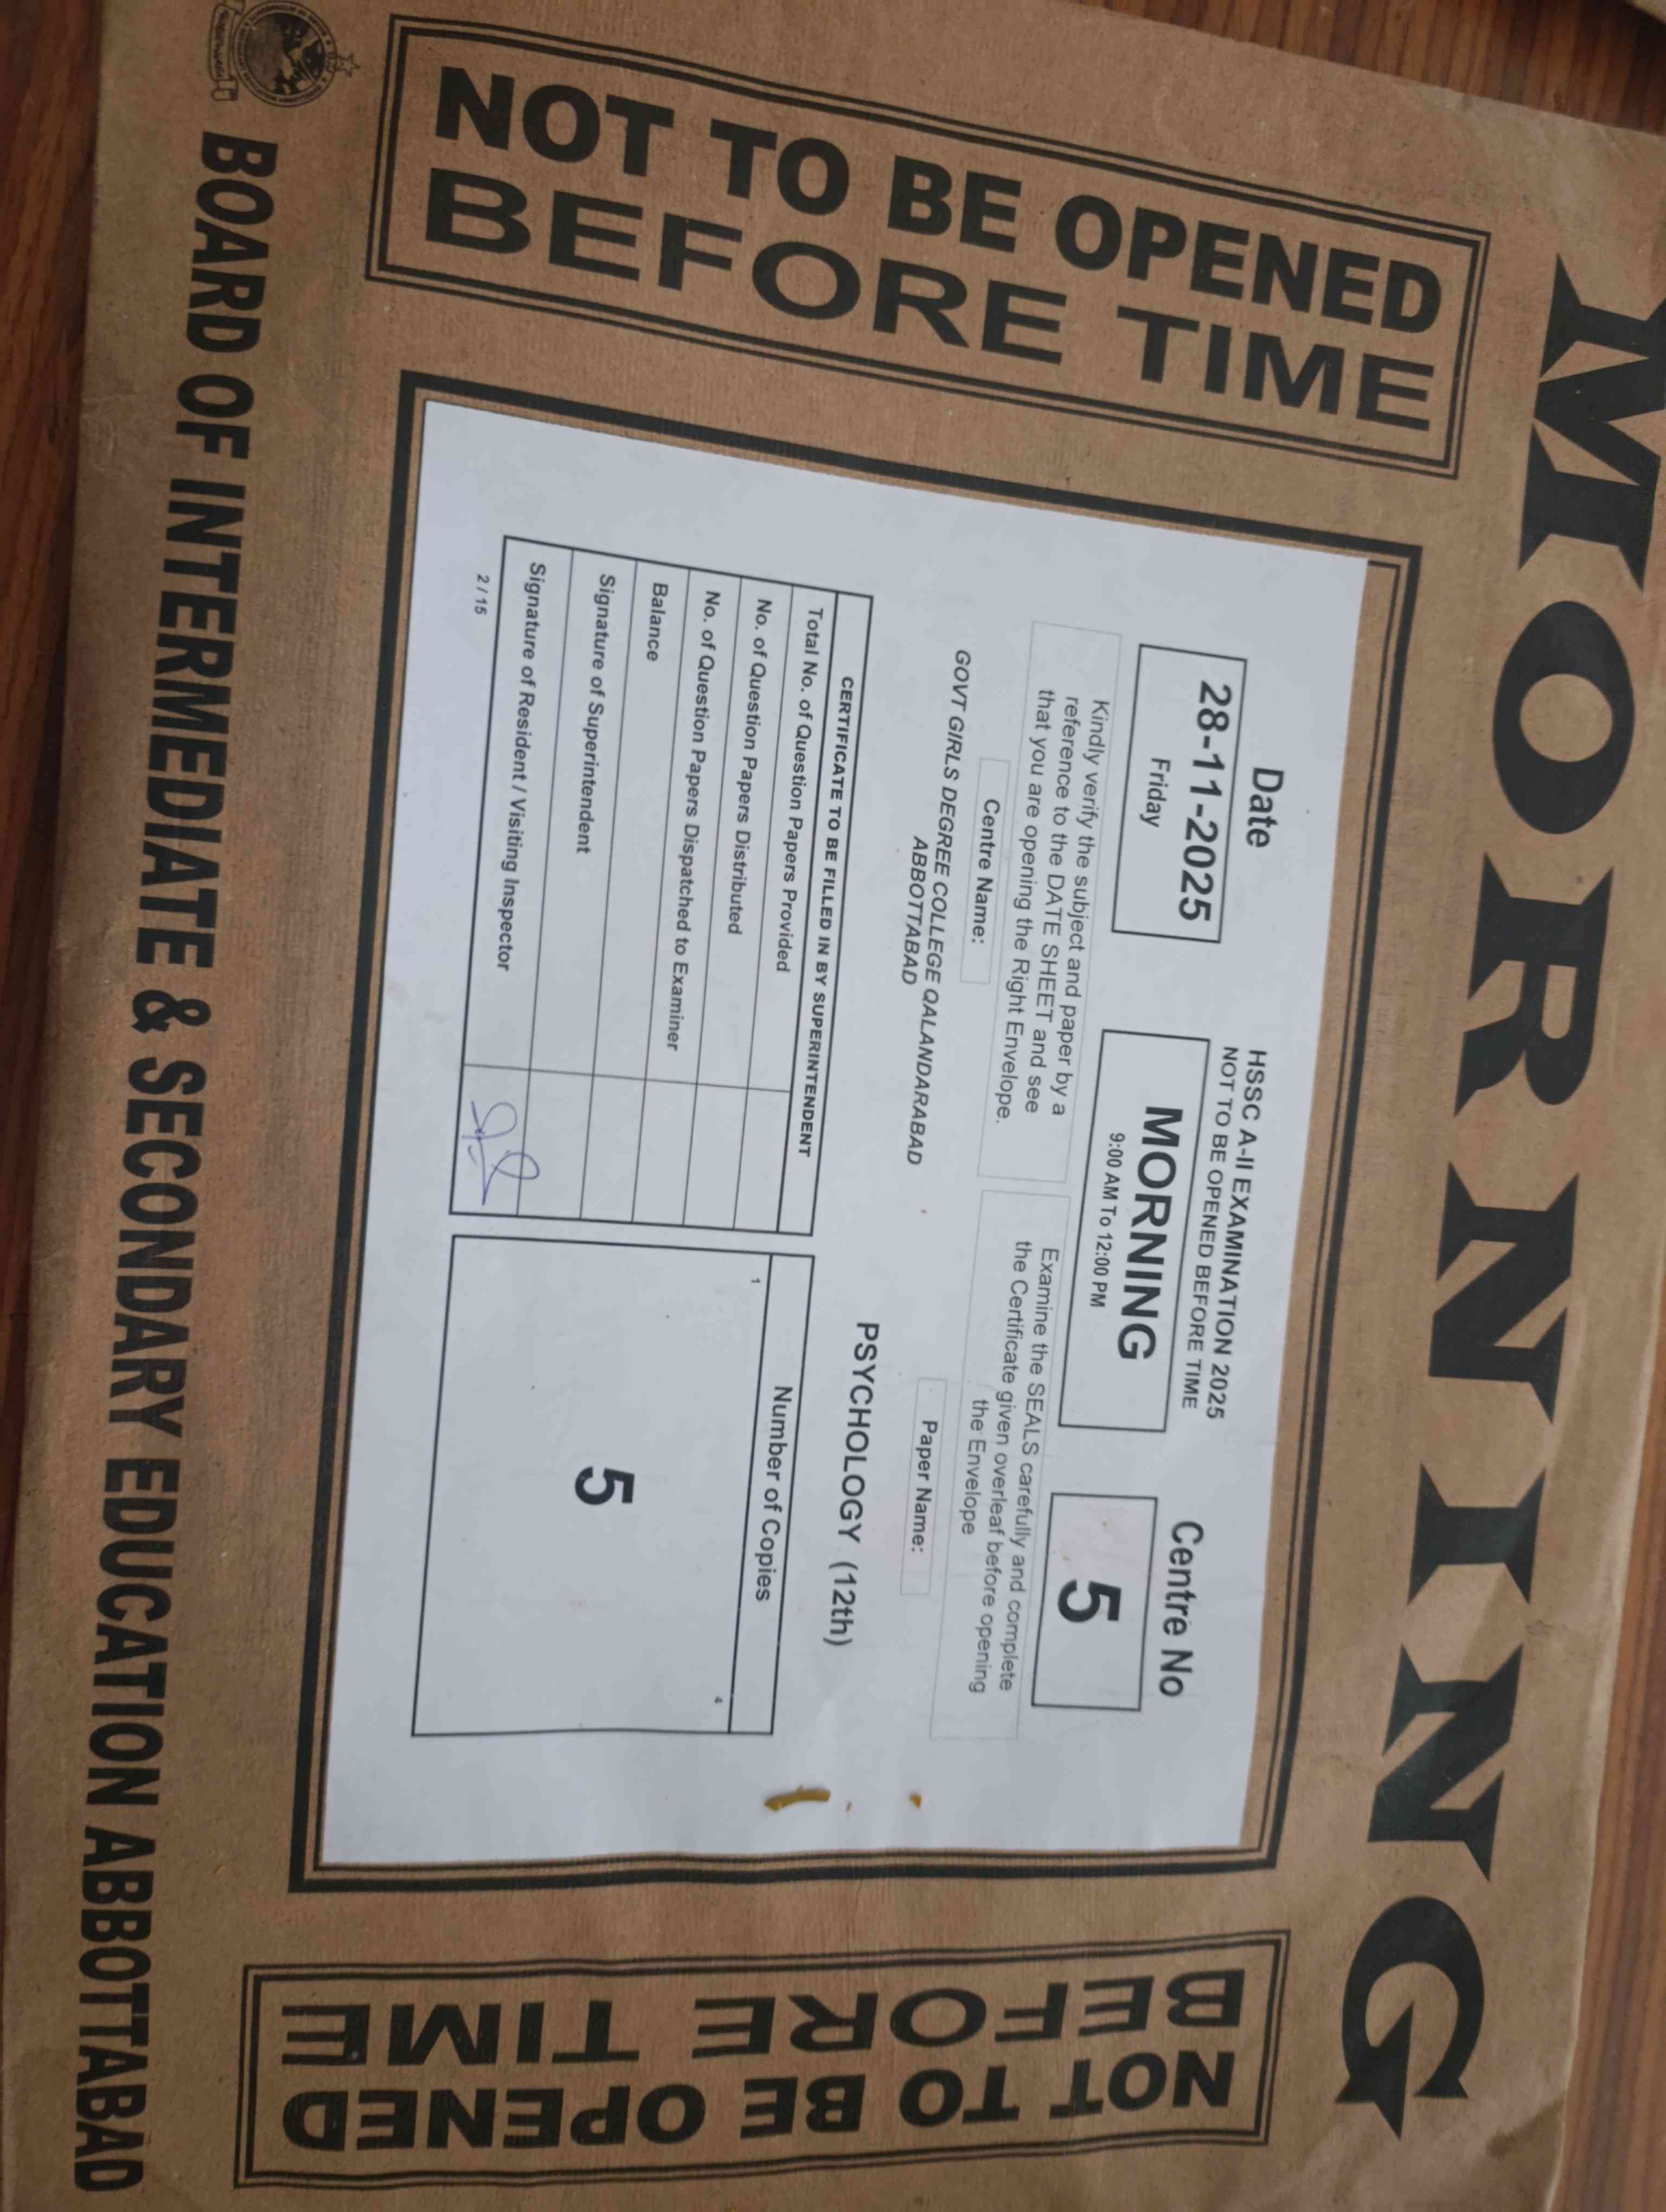 MORNING
NOT TO BE OPENED
BEFORE TIME
Date
28-11-2025
Friday
HSSC A-II EXAMINATION 2025
NOT TO BE OPENED BEFORE TIME
MORNING
9:00 AM To 12:00 PM
Centre No
5
Kindly verify the subject and paper by a
reference to the DATE SHEET and see
that you are opening the Right Envelope.
Examine the SEALS carefully and complete
the Certificate given overleaf before opening
the Envelope
Centre Name:
GOVT GIRLS DEGREE COLLEGE QALANDARABAD
ABBOTTABAD
Paper Name:
PSYCHOLOGY (12th)
CERTIFICATE TO BE FILLED IN BY SUPERINTENDENT
Total No. of Question Papers Provided
No. of Question Papers Distributed
No. of Question Papers Dispatched to Examiner
Balance
Signature of Superintendent
Signature of Resident / Visiting Inspector
2 / 15
Number of Copies
1
4
5
NOT TO BE OPENED
BEFORE TIME
BOARD OF INTERMEDIATE & SECONDARY EDUCATION ABBOTTABAD